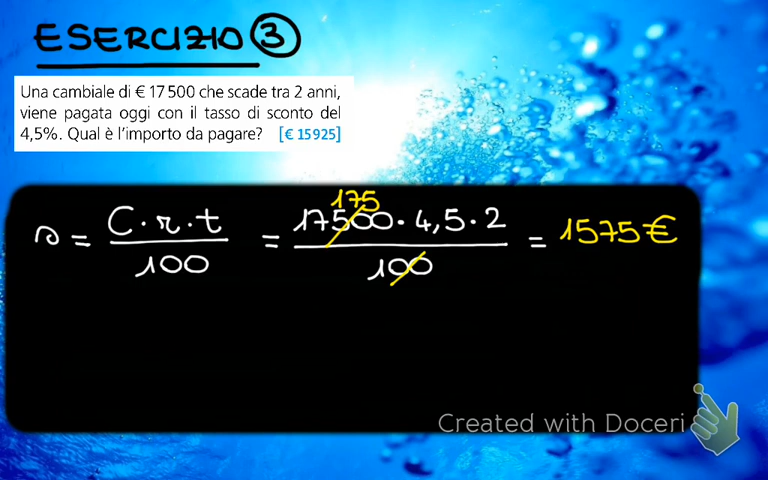 ESERCIZIO 3
Una cambiale di € 17 500 che scade tra 2 anni,
viene pagata oggi con il tasso di sconto del
4,5%. Qual è l'importo da pagare? [€ 15 925]
175
s = C · r · t / 100 = 17500 · 4,5 · 2 / 100 = 1575 €
Created with Doceri